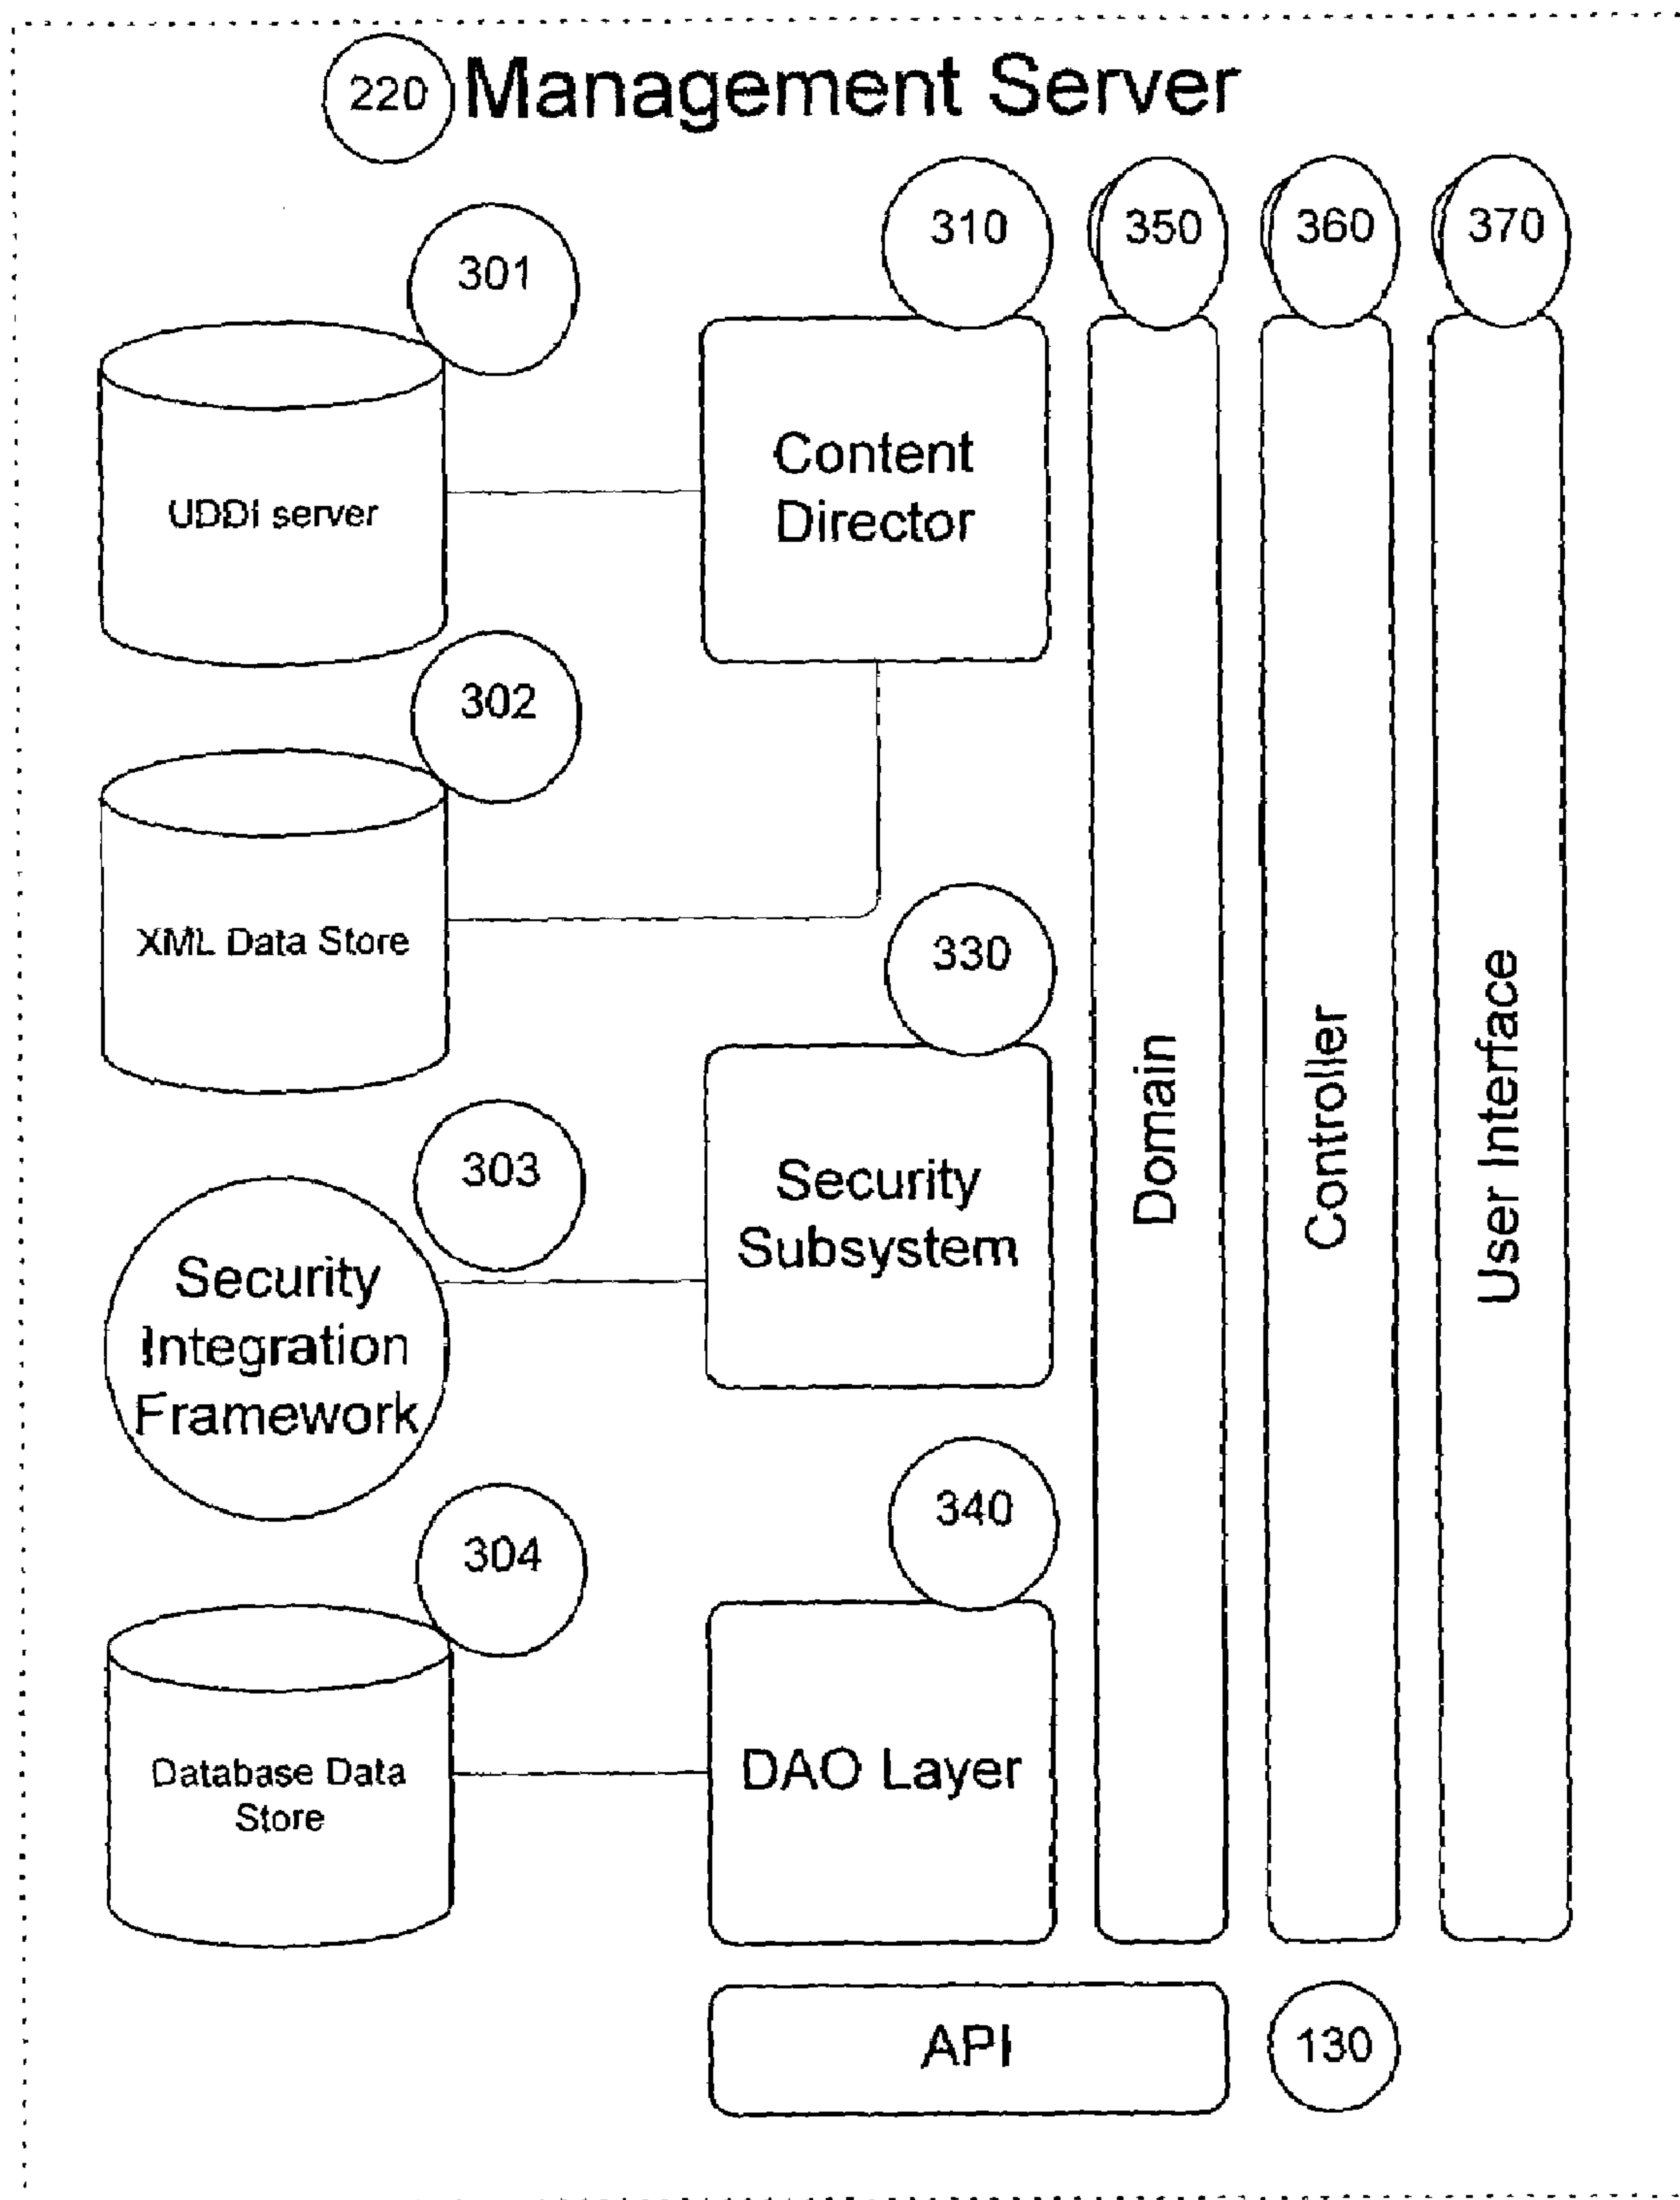 220 Management Server
310
350
360
370
301
Content
Director
UDDI server
302
XML Data Store
330
303
Security
Subsystem
Security
Integration
Framework
Domain
Controller
User Interface
340
304
DAO Layer
Database Data
Store
API
130